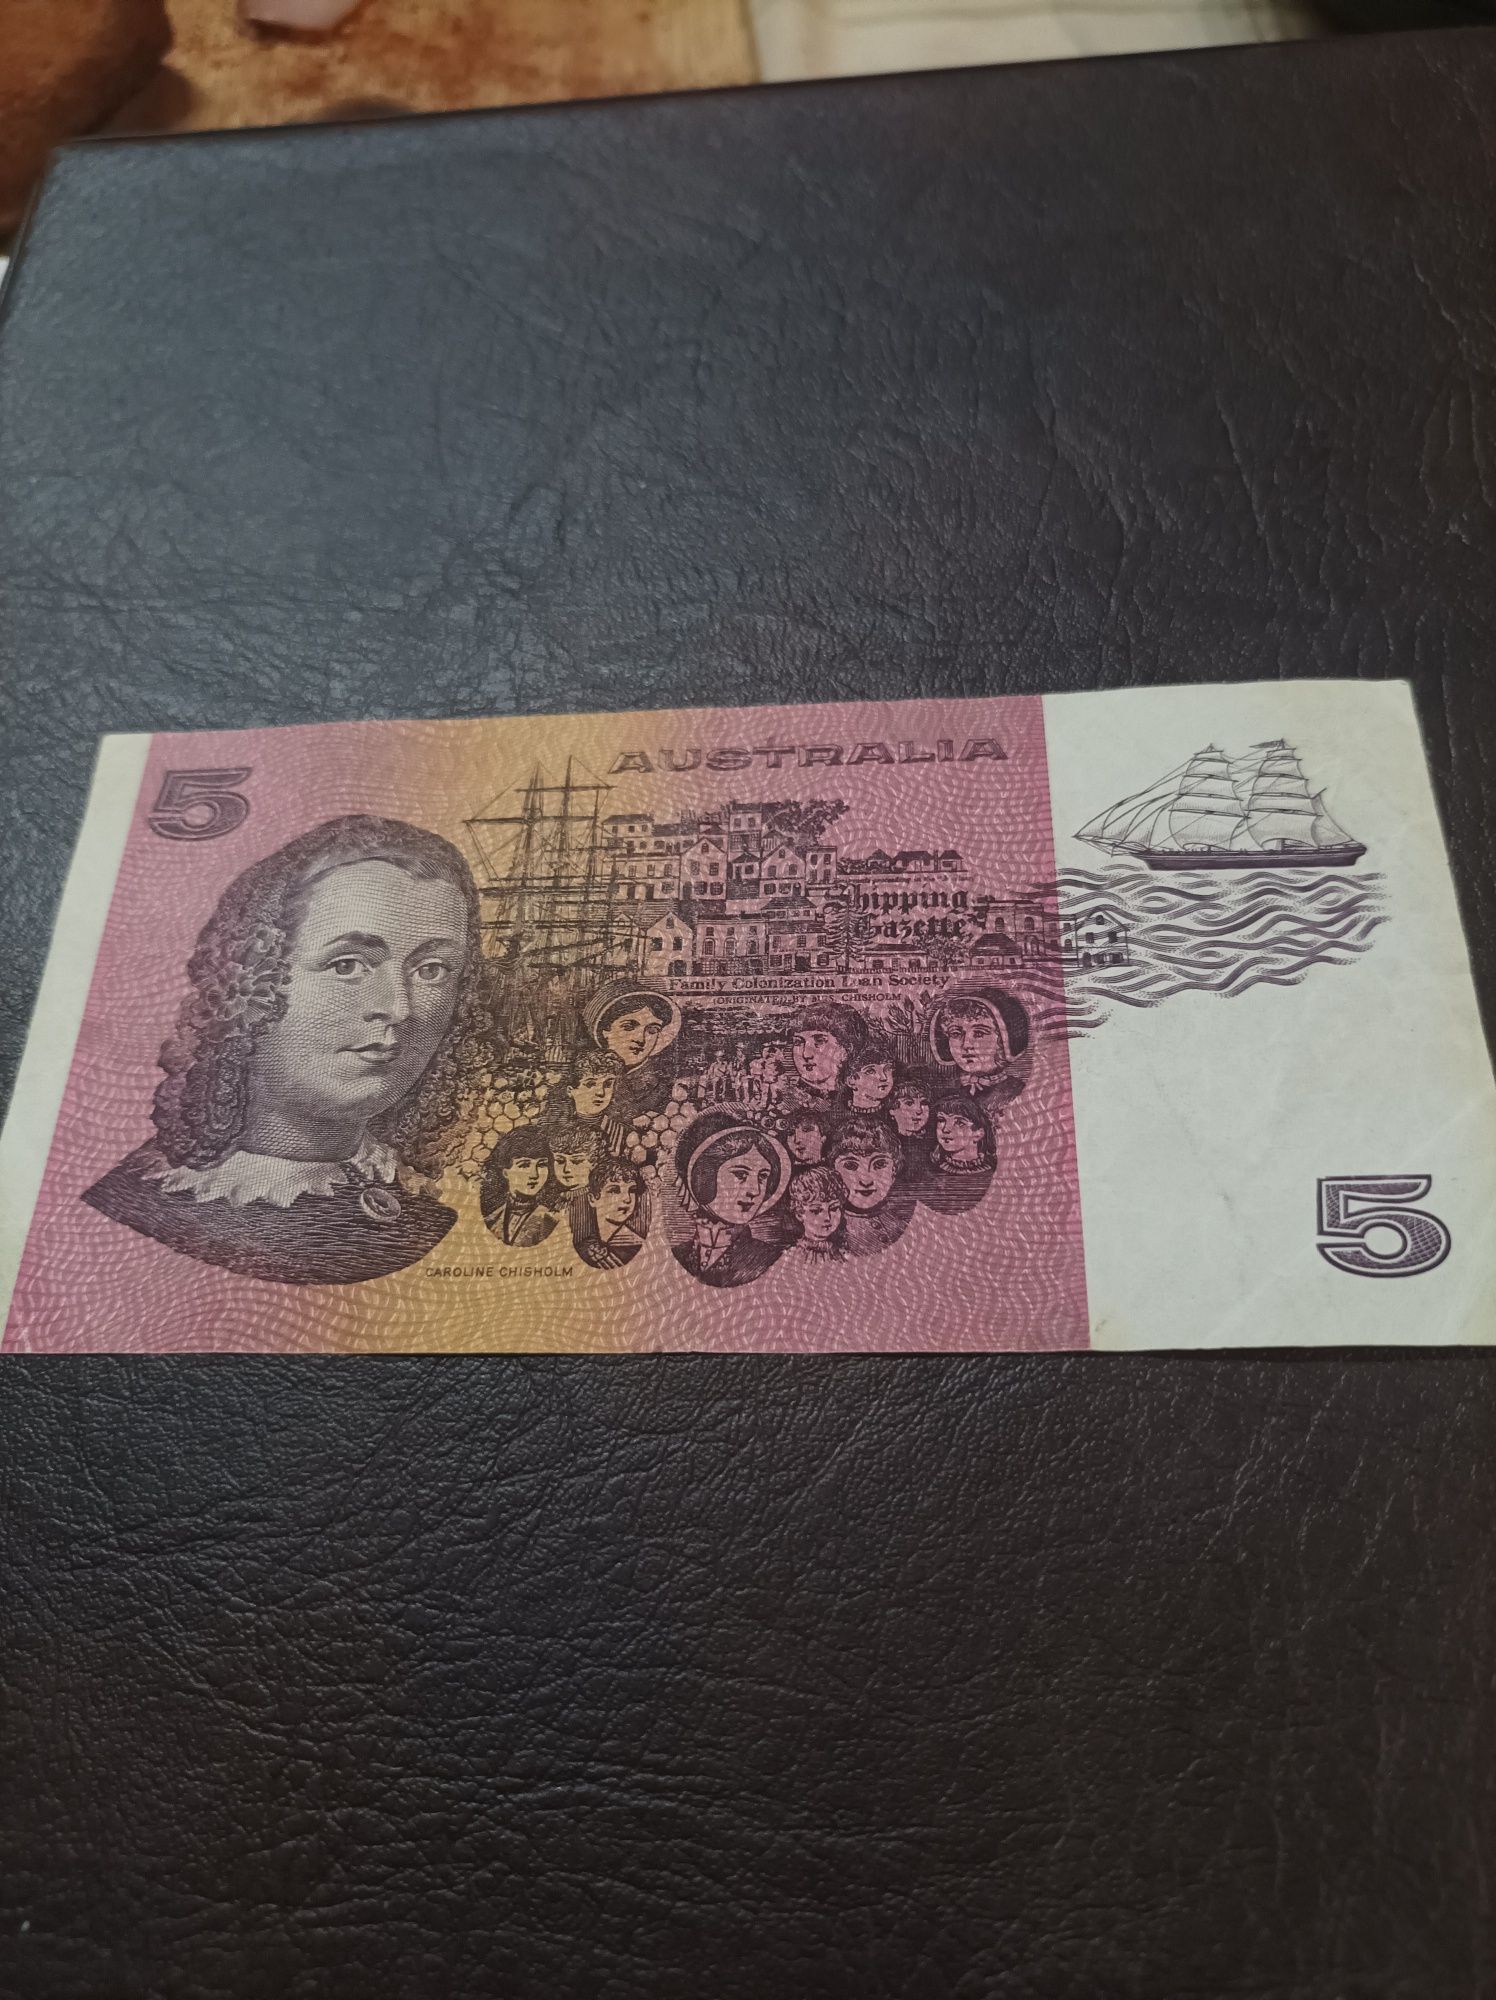 5
AUSTRALIA
Shipping
Gazette
Family Colonization Loan Society
(ORIGINATED BY MRS. CHISHOLM
CAROLINE CHISHOLM
5